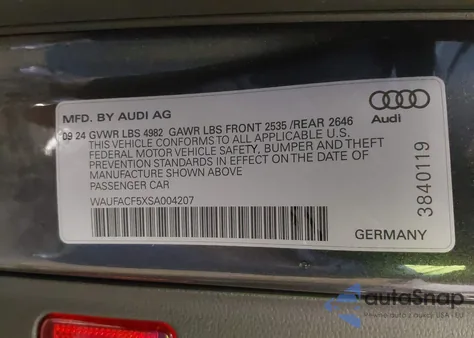 MFD. BY AUDI AG
09 24 GVWR LBS 4982 GAWR LBS FRONT 2535 /REAR 2646
THIS VEHICLE CONFORMS TO ALL APPLICABLE U.S.
FEDERAL MOTOR VEHICLE SAFETY, BUMPER AND THEFT
PREVENTION STANDARDS IN EFFECT ON THE DATE OF
MANUFACTURE SHOWN ABOVE
PASSENGER CAR
WAUFACF5XSA004207
Audi
3840119
GERMANY
autoSnap